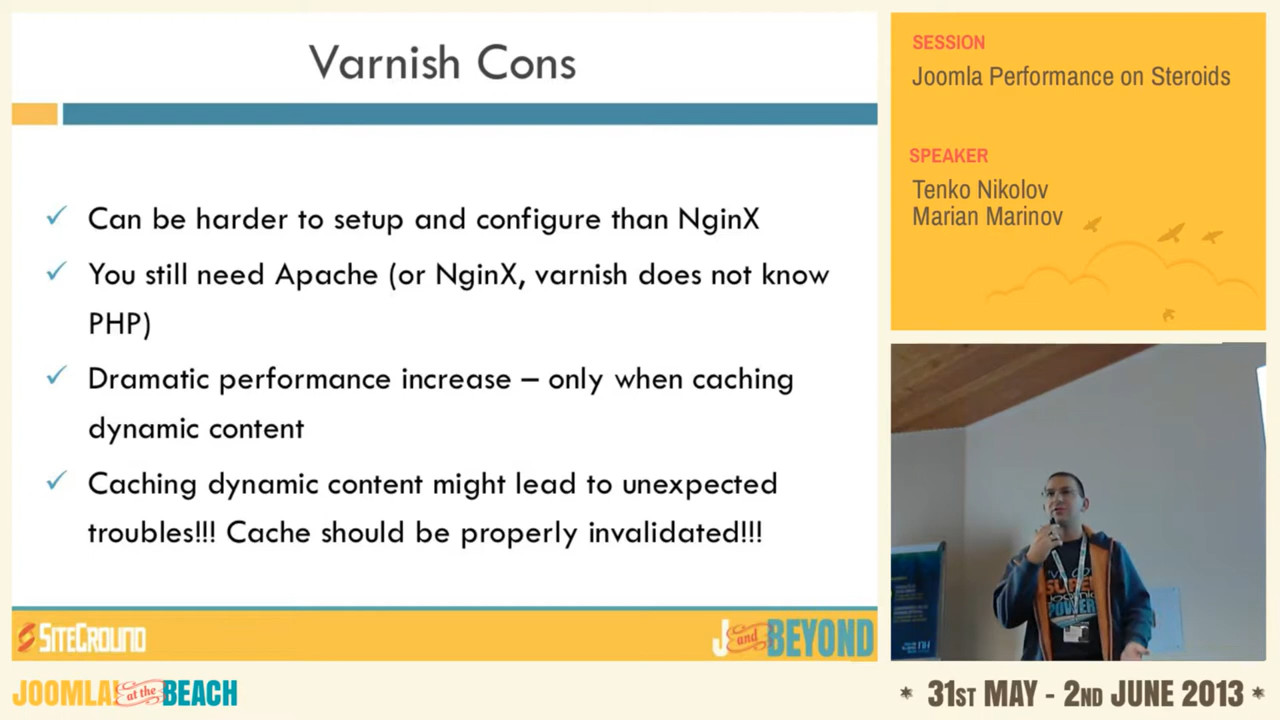 Varnish Cons
Can be harder to setup and configure than NginX
You still need Apache (or NginX, varnish does not know
PHP)
Dramatic performance increase – only when caching
dynamic content
Caching dynamic content might lead to unexpected
troubles!!! Cache should be properly invalidated!!!
SITEGROUND
J and BEYOND
SESSION
Joomla Performance on Steroids
SPEAKER
Tenko Nikolov
Marian Marinov
SUPER
JOOMLA
POWERS
JOOMLA! at the BEACH
* 31ST MAY - 2ND JUNE 2013 *